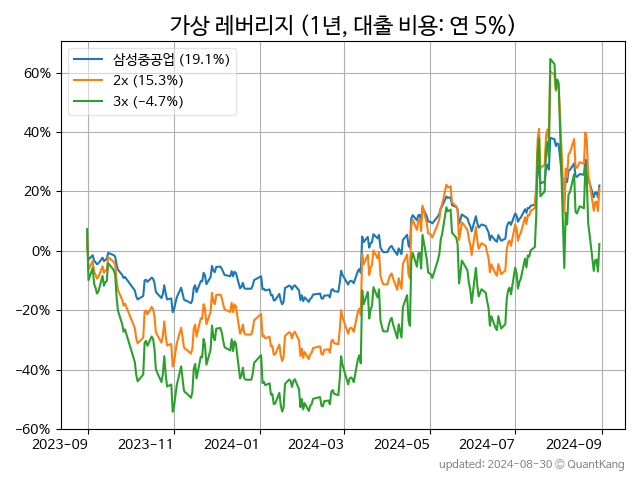 가상 레버리지 (1년, 대출 비용: 연 5%)
삼성중공업 (19.1%)
2x (15.3%)
3x (−4.7%)
60%
40%
20%
0%
−20%
−40%
−60%
2023-09 2023-11 2024-01 2024-03 2024-05 2024-07 2024-09
updated: 2024-08-30 © QuantKang